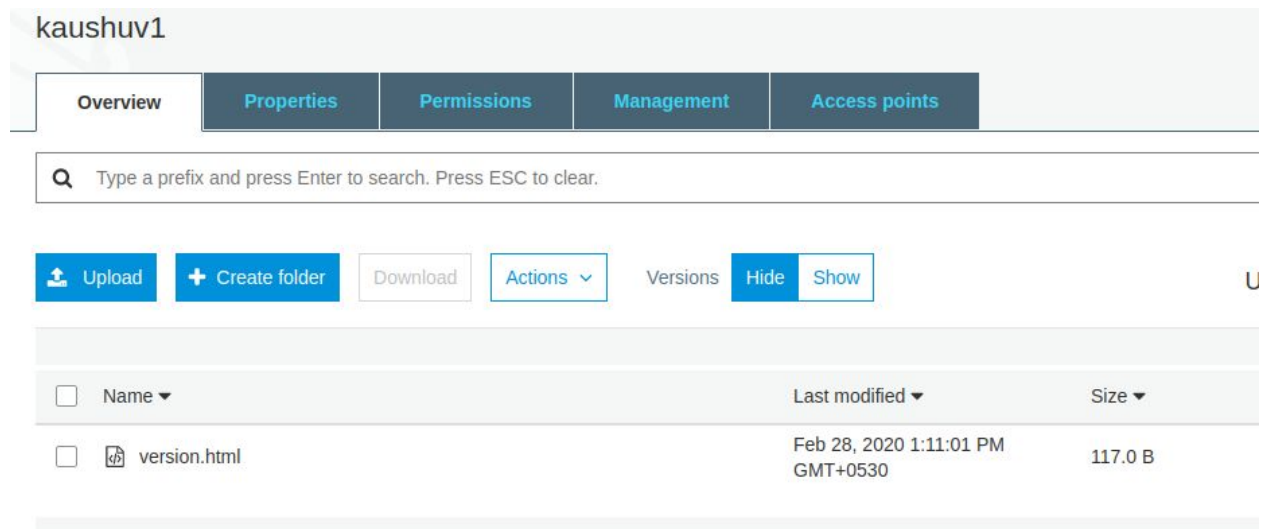 kaushuv1
Overview Properties Permissions Management Access points
Type a prefix and press Enter to search. Press ESC to clear.
Upload Create folder Download Actions Versions Hide Show U
Name Last modified Size
version.html Feb 28, 2020 1:11:01 PM 117.0 B
GMT+0530